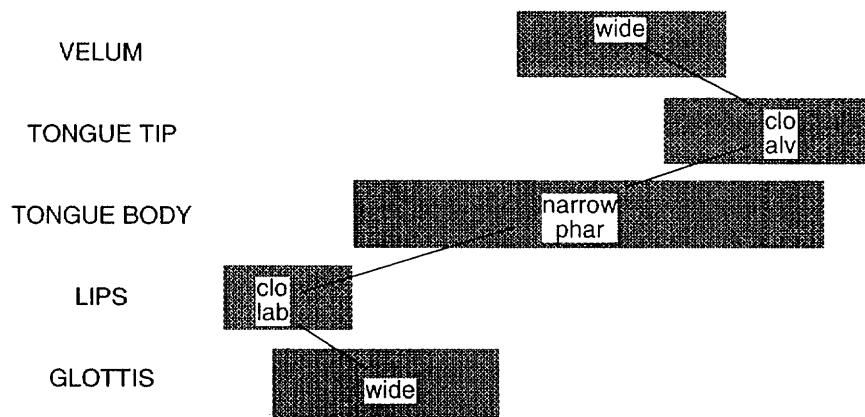 VELUM
wide
TONGUE TIP
clo
alv
TONGUE BODY
narrow
phar
LIPS
clo
lab
GLOTTIS
wide